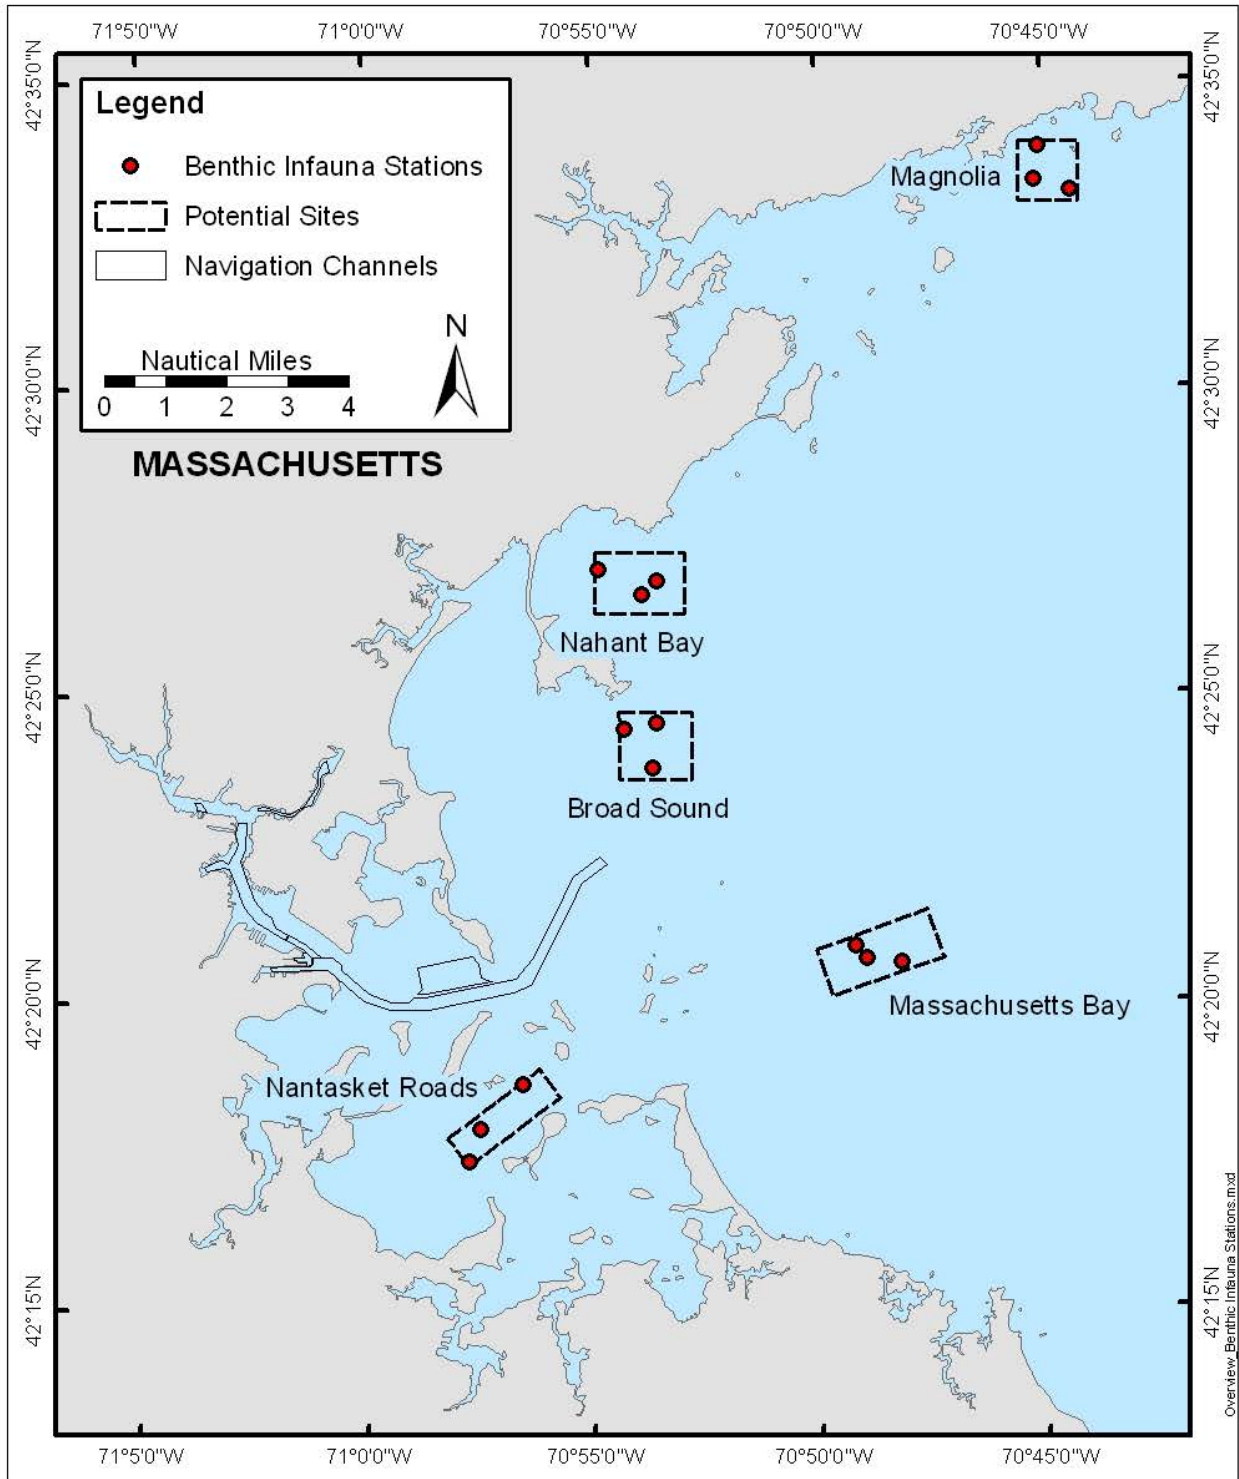 71°5'0"W 71°0'0"W 70°55'0"W 70°50'0"W 70°45'0"W
42°35'0"N
42°35'0"N
Legend
Benthic Infauna Stations
Potential Sites
Navigation Channels
N
Nautical Miles
0 1 2 3 4
Magnolia
42°30'0"N
42°30'0"N
MASSACHUSETTS
Nahant Bay
42°25'0"N
42°25'0"N
Broad Sound
42°20'0"N
42°20'0"N
Massachusetts Bay
Nantasket Roads
42°15'N
42°15'N
Overview_Benthic Infauna Stations.mxd
71°5'0"W 71°0'0"W 70°55'0"W 70°50'0"W 70°45'0"W